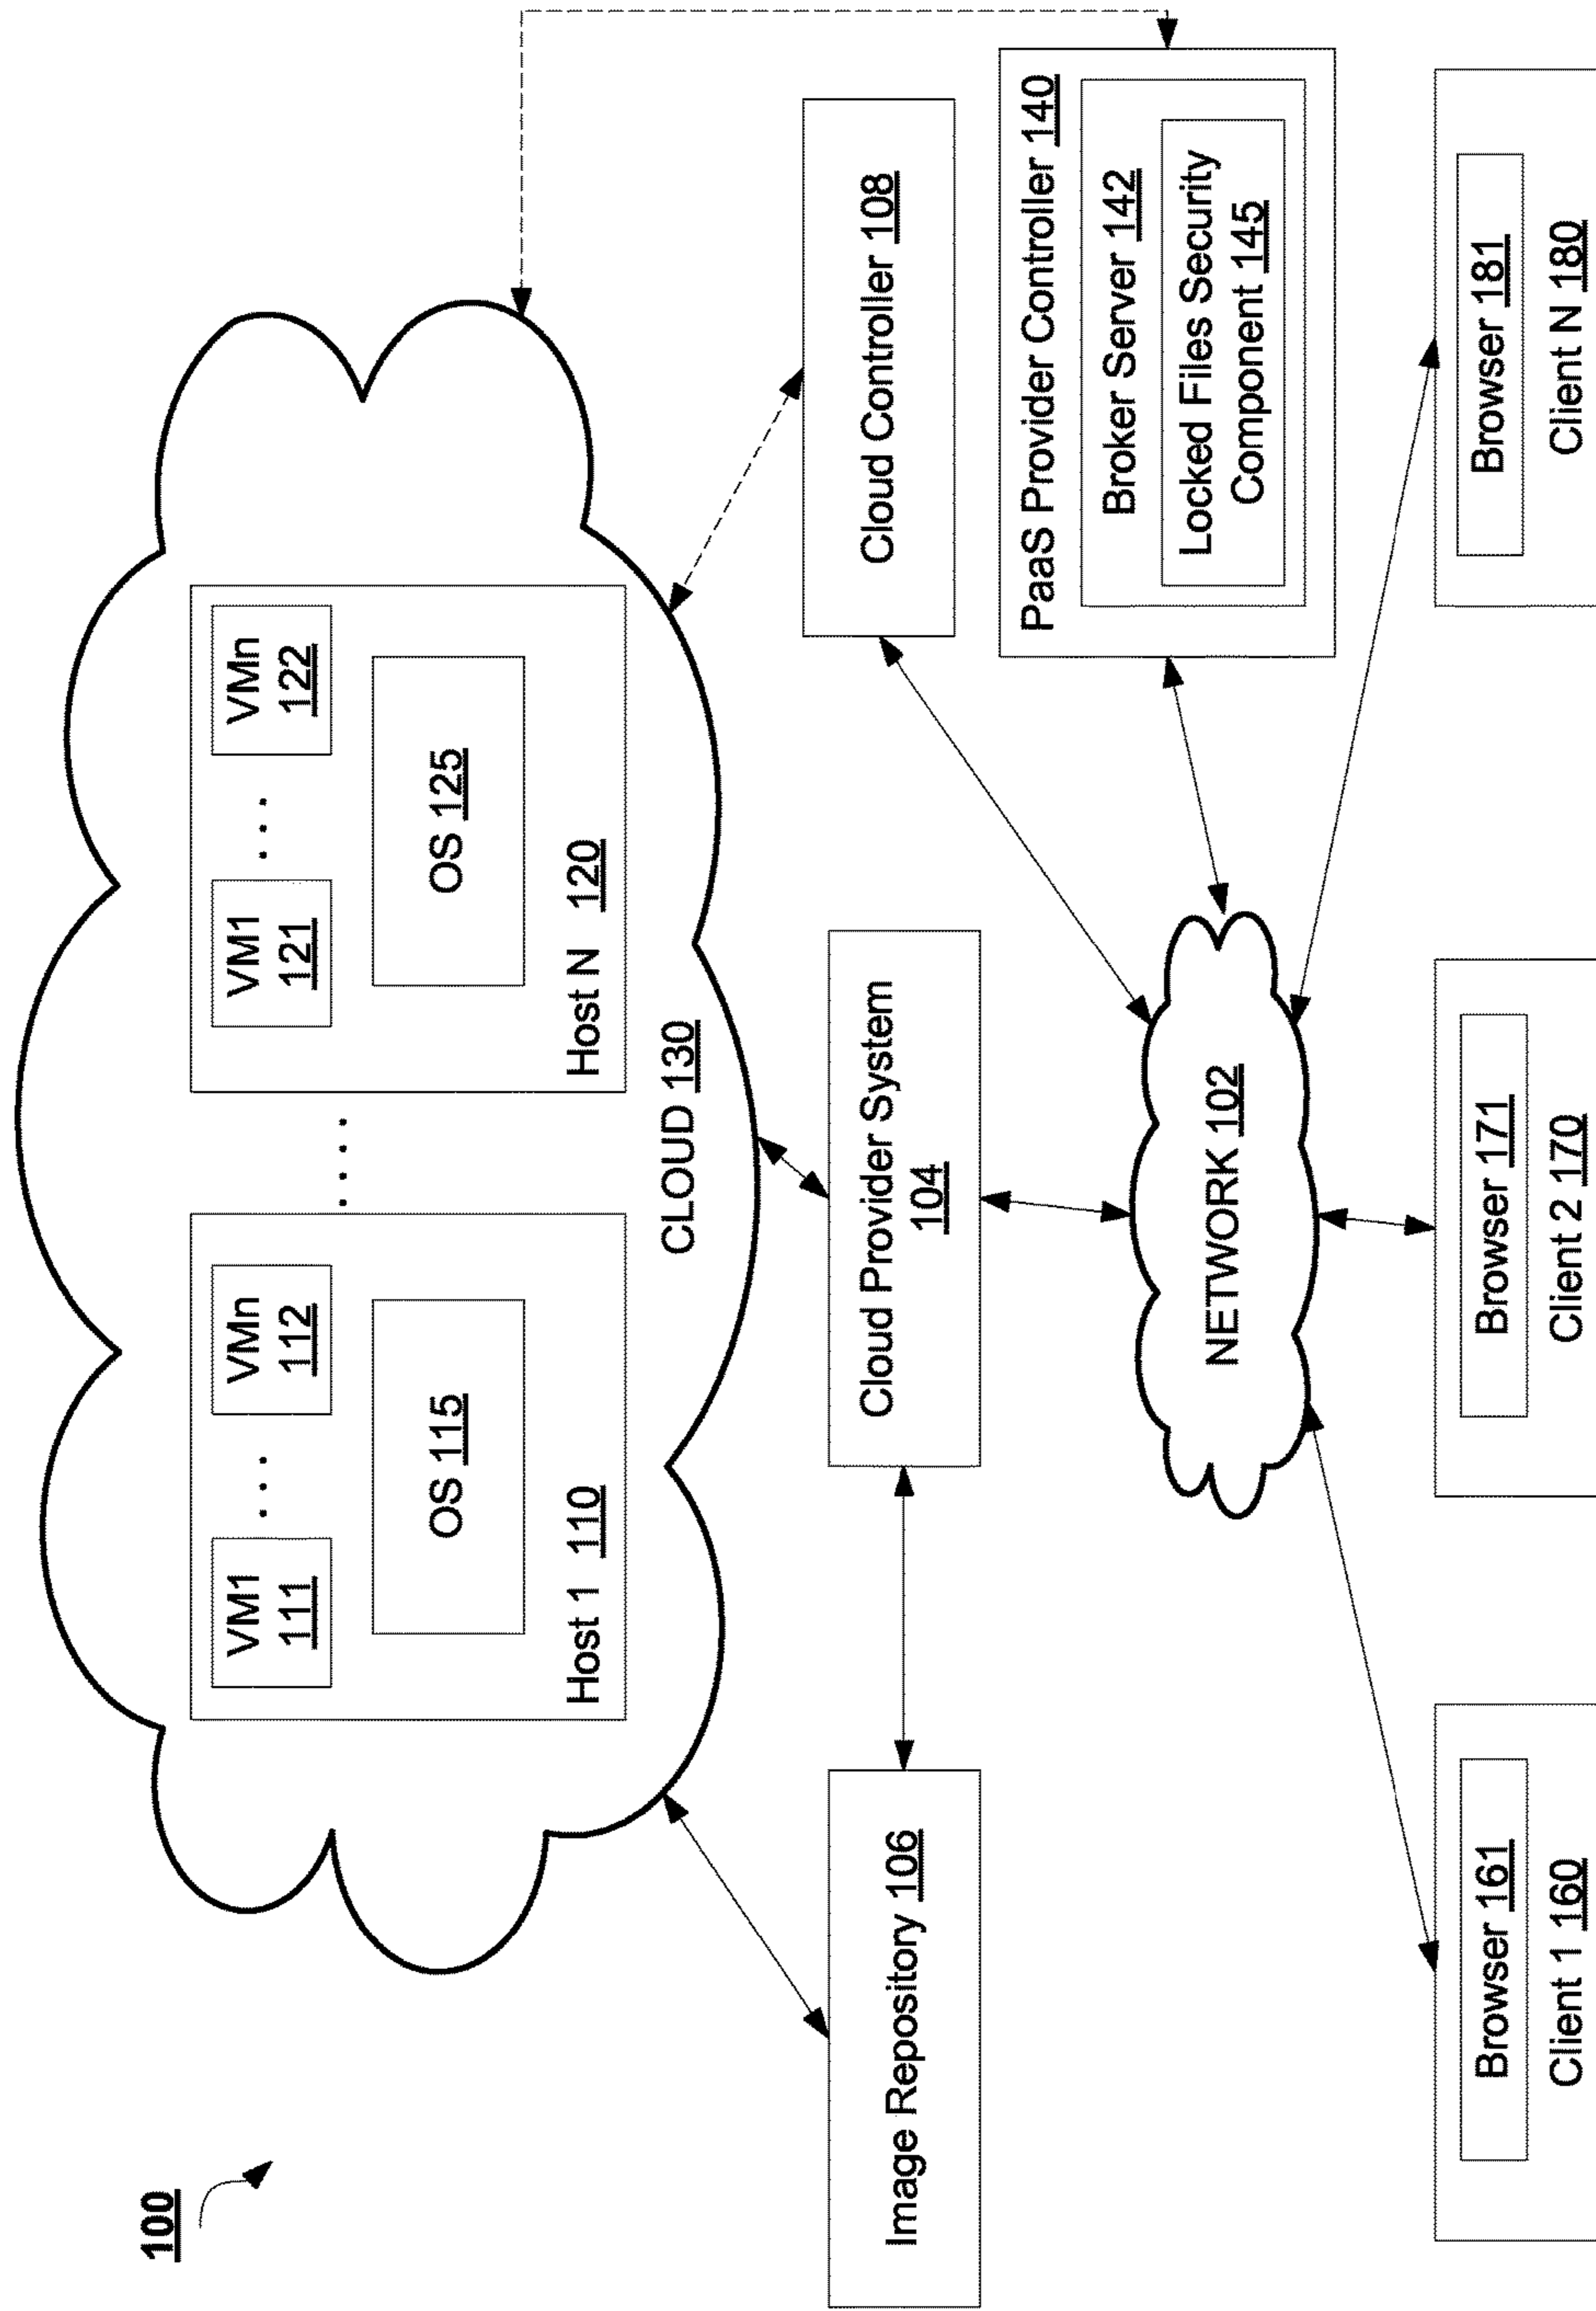 100
VM1
111
. . .
VMn
112
OS 115
Host 1 110
. . . .
VM1
121
. . .
VMn
122
OS 125
Host N 120
CLOUD 130
Image Repository 106
Cloud Provider System
104
Cloud Controller 108
PaaS Provider Controller 140
Broker Server 142
Locked Files Security
Component 145
NETWORK 102
Browser 161
Client 1 160
Browser 171
Client 2 170
Browser 181
Client N 180